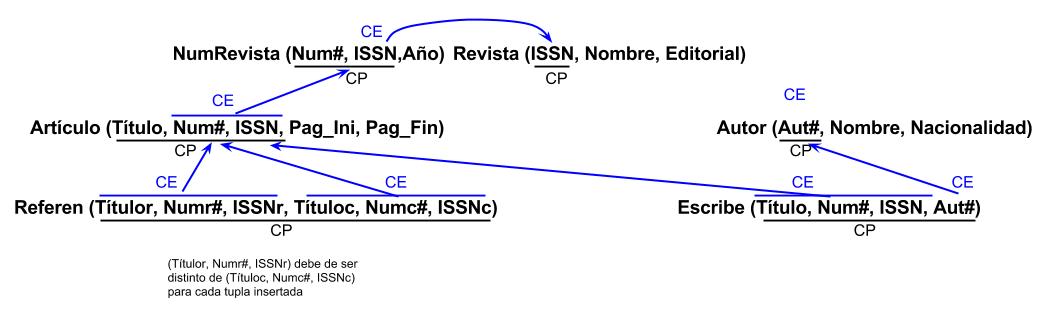 CE
NumRevista (Num#, ISSN,Año) Revista (ISSN, Nombre, Editorial)
CP CP
CE CE
Artículo (Título, Num#, ISSN, Pag_Ini, Pag_Fin) Autor (Aut#, Nombre, Nacionalidad)
CP CP
CE CE CE CE
Referen (Títulor, Numr#, ISSNr, Títuloc, Numc#, ISSNc) Escribe (Título, Num#, ISSN, Aut#)
CP CP
(Títulor, Numr#, ISSNr) debe de ser
distinto de (Títuloc, Numc#, ISSNc)
para cada tupla insertada